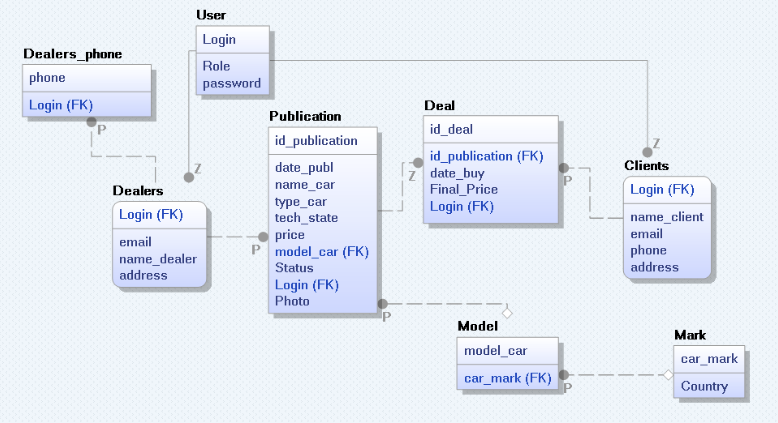 User
Login
Role
password
Dealers_phone
phone
Login (FK)
P
Z
Publication
id_publication
date_publ
name_car
type_car
tech_state
price
model_car (FK)
Status
Login (FK)
Photo
Deal
id_deal
id_publication (FK)
date_buy
Final_Price
Login (FK)
Z
P
Z
Clients
Login (FK)
name_client
email
phone
address
Dealers
Login (FK)
email
name_dealer
address
P
P
Model
model_car
car_mark (FK)
P
Mark
car_mark
Country